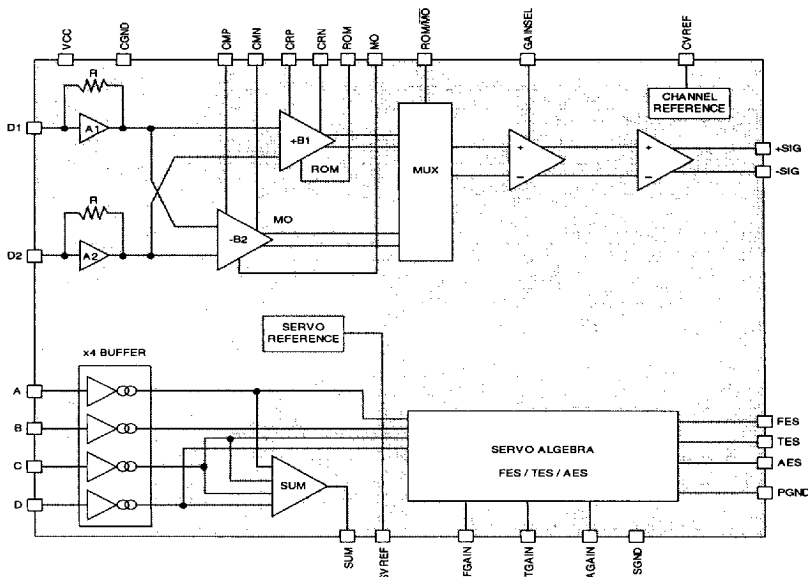 VCC
CGND
CMP
CMN
CRP
CRN
ROM
MO
ROM/M̅O̅
GAINSEL
CVREF
R
D1
A1
+B1
ROM
MUX
+
−
+
−
CHANNEL
REFERENCE
+SIG
-SIG
R
D2
A2
MO
-B2
SERVO
REFERENCE
x4 BUFFER
A
B
C
D
SUM
SERVO ALGEBRA
FES / TES / AES
FES
TES
AES
PGND
SUM
SVREF
FGAIN
TGAIN
AGAIN
SGND